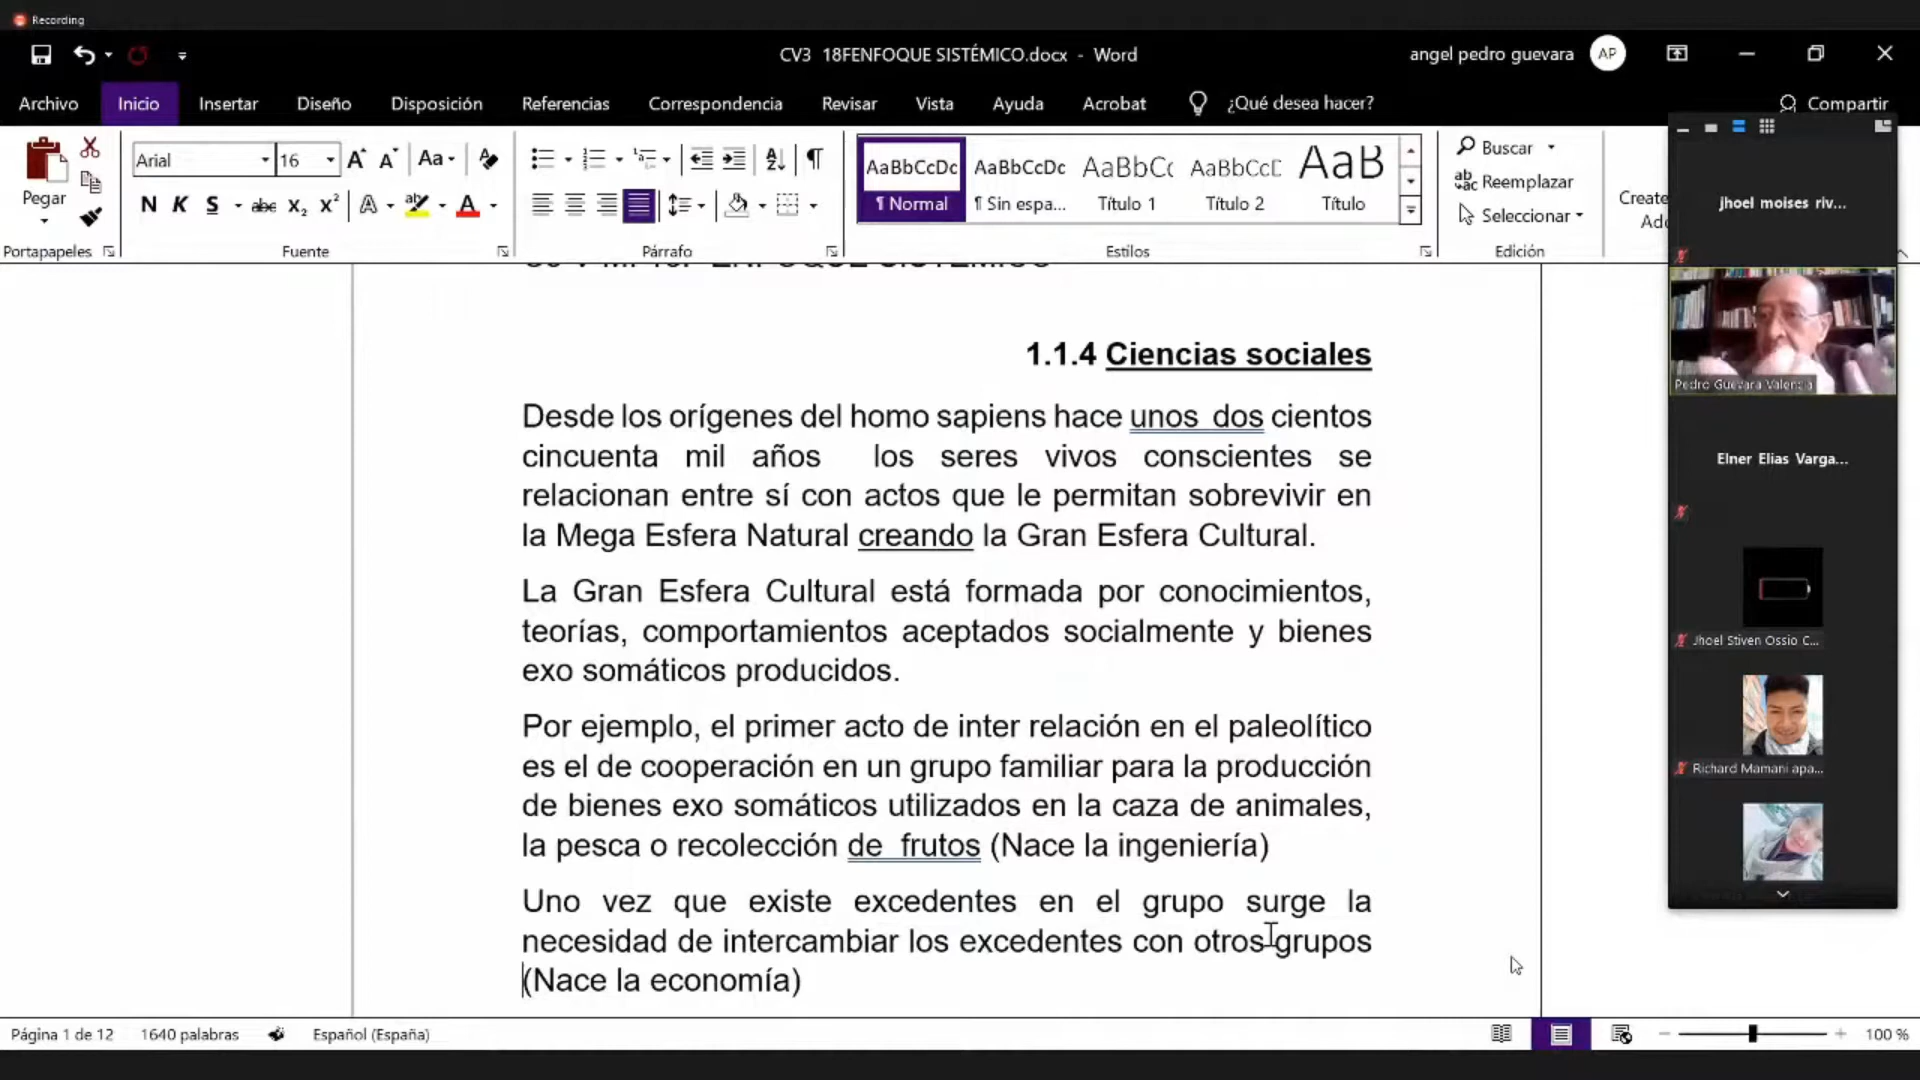 Recording
CV3 18FENFOQUE SISTÉMICO.docx - Word
angel pedro guevara
AP
Archivo
Inicio
Insertar
Diseño
Disposición
Referencias
Correspondencia
Revisar
Vista
Ayuda
Acrobat
¿Qué desea hacer?
Compartir
Pegar
Arial
16
Aa
N K S abc X₂ X²
AaBbCcDc
AaBbCcDc
AaBbCc
AaBbCcD
AaB
¶ Normal
¶ Sin espa...
Título 1
Título 2
Título
Buscar
Reemplazar
Seleccionar
Create
Portapapeles
Fuente
Párrafo
Estilos
Edición
ENFOQUE SISTÉMICO
1.1.4 Ciencias sociales
Desde los orígenes del homo sapiens hace unos dos cientos
cincuenta mil años los seres vivos conscientes se
relacionan entre sí con actos que le permitan sobrevivir en
la Mega Esfera Natural creando la Gran Esfera Cultural.
La Gran Esfera Cultural está formada por conocimientos,
teorías, comportamientos aceptados socialmente y bienes
exo somáticos producidos.
Por ejemplo, el primer acto de inter relación en el paleolítico
es el de cooperación en un grupo familiar para la producción
de bienes exo somáticos utilizados en la caza de animales,
la pesca o recolección de frutos (Nace la ingeniería)
Uno vez que existe excedentes en el grupo surge la
necesidad de intercambiar los excedentes con otros grupos
(Nace la economía)
jhoel moises riv...
Pedro Guevara Valencia
Elner Elias Varga...
Jhoel Stiven Ossio C...
Richard Mamani apa...
Página 1 de 12
1640 palabras
Español (España)
100 %